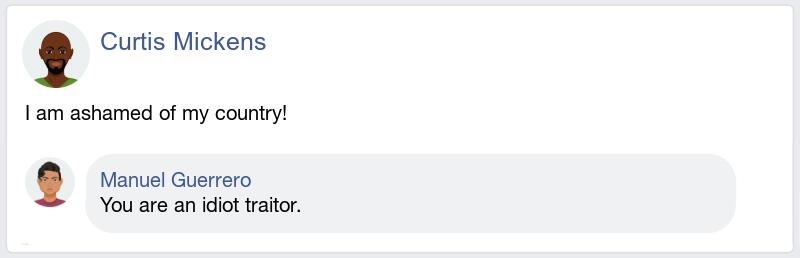 Curtis Mickens
I am ashamed of my country!
Manuel Guerrero
You are an idiot traitor.